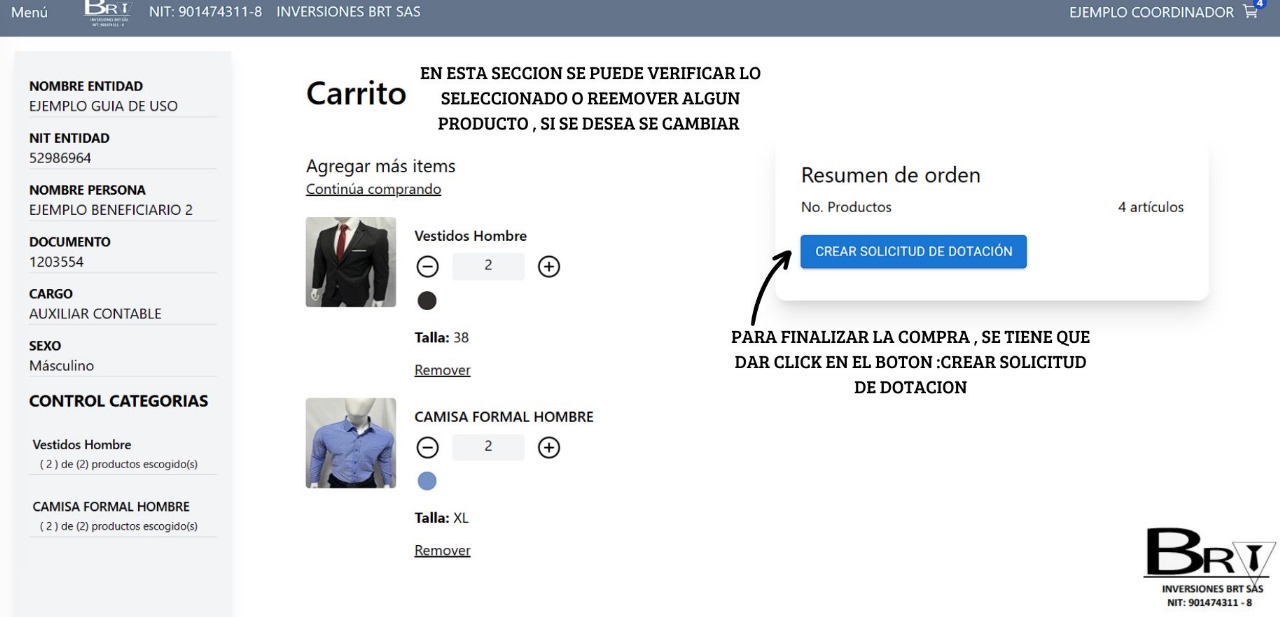 Menú
BRT
INVERSIONES BRT SAS
NIT: 901474311 - 8
NIT: 901474311-8 INVERSIONES BRT SAS
EJEMPLO COORDINADOR
4
NOMBRE ENTIDAD
EJEMPLO GUIA DE USO
NIT ENTIDAD
52986964
NOMBRE PERSONA
EJEMPLO BENEFICIARIO 2
DOCUMENTO
1203554
CARGO
AUXILIAR CONTABLE
SEXO
Másculino
CONTROL CATEGORIAS
Vestidos Hombre
( 2 ) de (2) productos escogido(s)
CAMISA FORMAL HOMBRE
( 2 ) de (2) productos escogido(s)
Carrito
EN ESTA SECCION SE PUEDE VERIFICAR LO
SELECCIONADO O REEMOVER ALGUN
PRODUCTO , SI SE DESEA SE CAMBIAR
Agregar más items
Continúa comprando
Vestidos Hombre
2
Talla: 38
Remover
CAMISA FORMAL HOMBRE
2
Talla: XL
Remover
Resumen de orden
No. Productos 4 artículos
CREAR SOLICITUD DE DOTACIÓN
PARA FINALIZAR LA COMPRA , SE TIENE QUE
DAR CLICK EN EL BOTON :CREAR SOLICITUD
DE DOTACION
BRT
INVERSIONES BRT SAS
NIT: 901474311 - 8